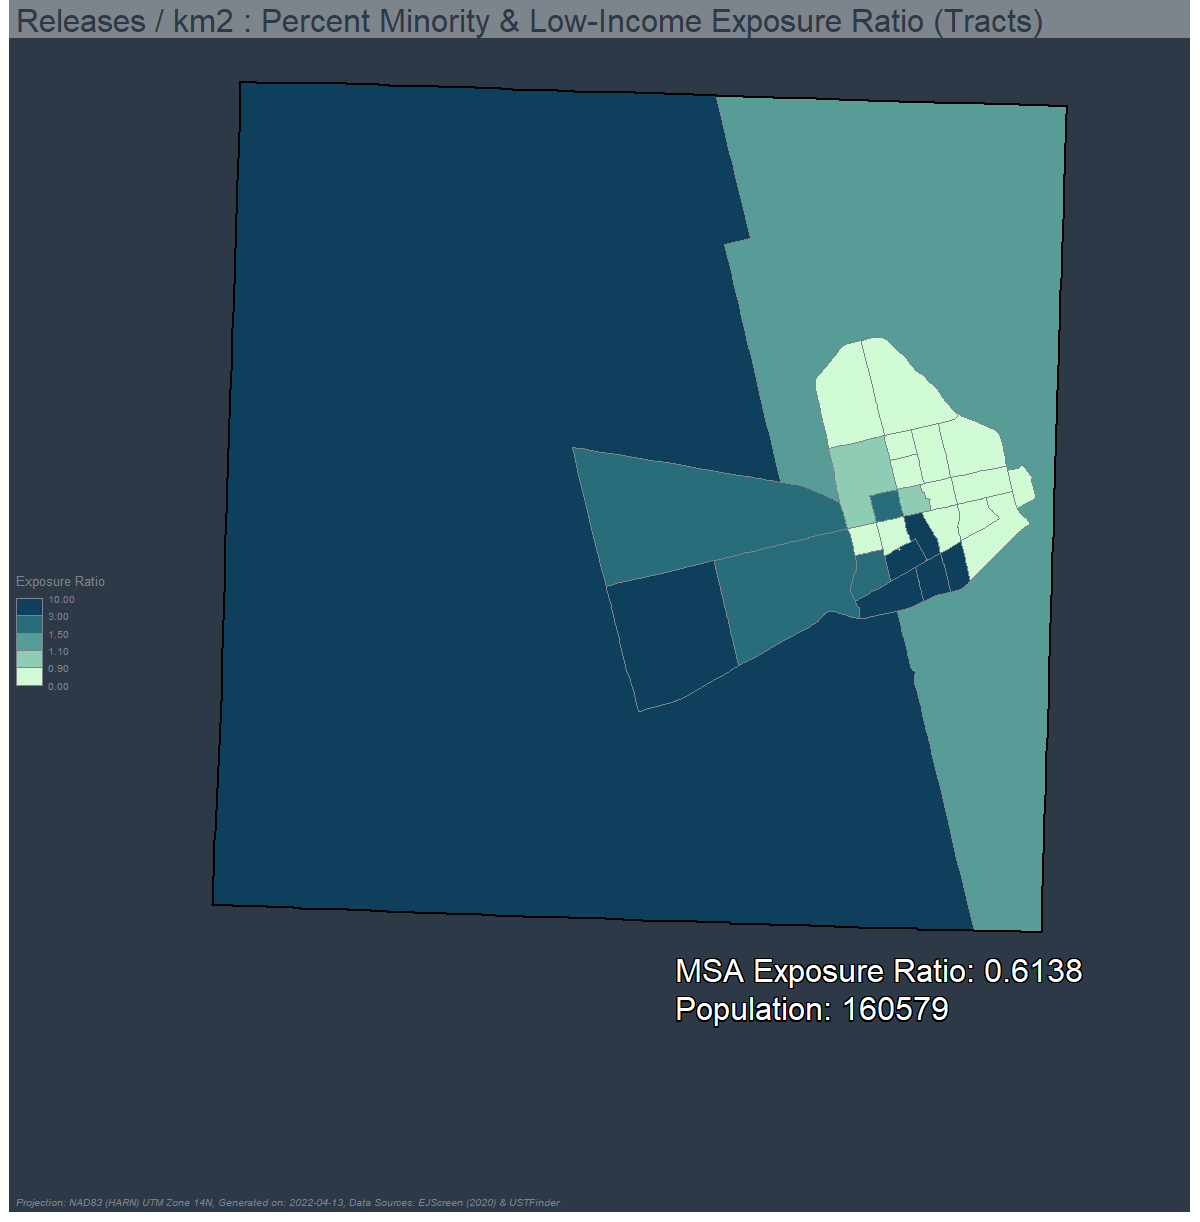 Releases / km2 : Percent Minority & Low-Income Exposure Ratio (Tracts)
Exposure Ratio
10.00
3.00
1.50
1.10
0.90
0.00
MSA Exposure Ratio: 0.6138
Population: 160579
Projection: NAD83 (HARN) UTM Zone 14N, Generated on: 2022-04-13, Data Sources: EJScreen (2020) & USTFinder